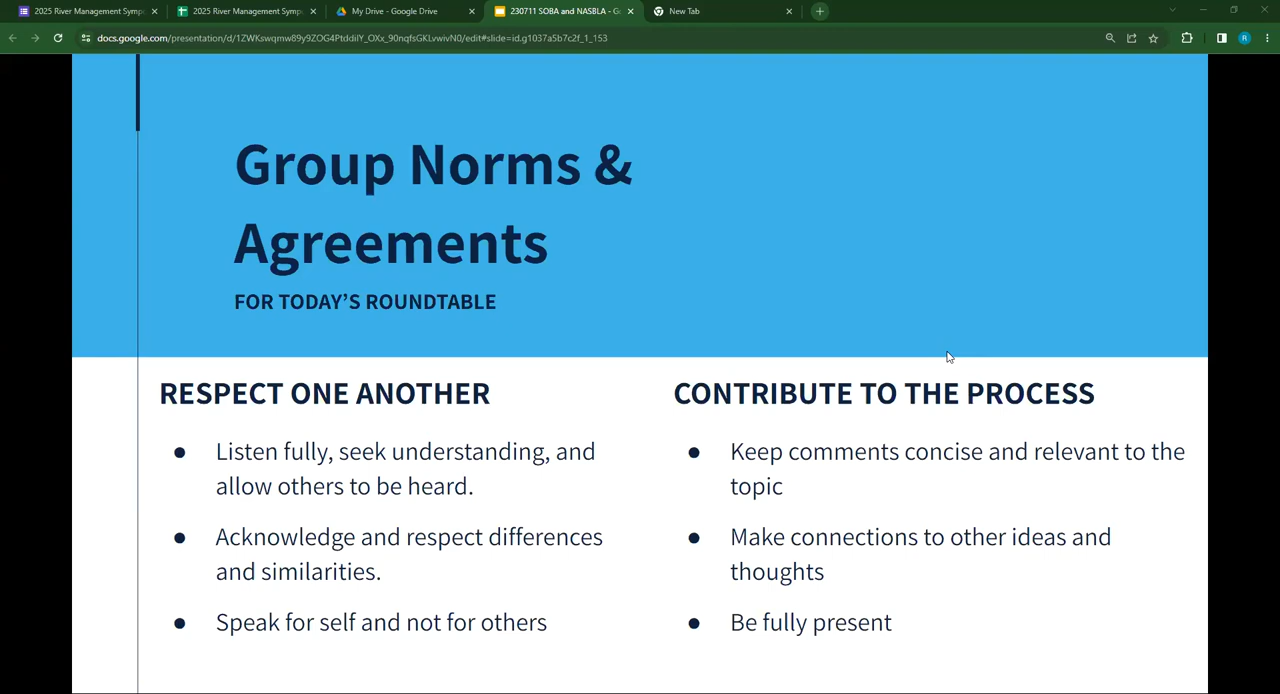 2025 River Management Symp
2025 River Management Symp
My Drive - Google Drive
230711 SOBA and NASBLA - G
New Tab
docs.google.com/presentation/d/1ZWKswqmw89y9ZOG4PtddilY_OXx_90nqfsGKLvwivN0/edit#slide=id.g1037a5b7c2f_1_153
R
Group Norms &
Agreements
FOR TODAY’S ROUNDTABLE
RESPECT ONE ANOTHER
● Listen fully, seek understanding, and
allow others to be heard.
● Acknowledge and respect differences
and similarities.
● Speak for self and not for others
CONTRIBUTE TO THE PROCESS
● Keep comments concise and relevant to the
topic
● Make connections to other ideas and
thoughts
● Be fully present